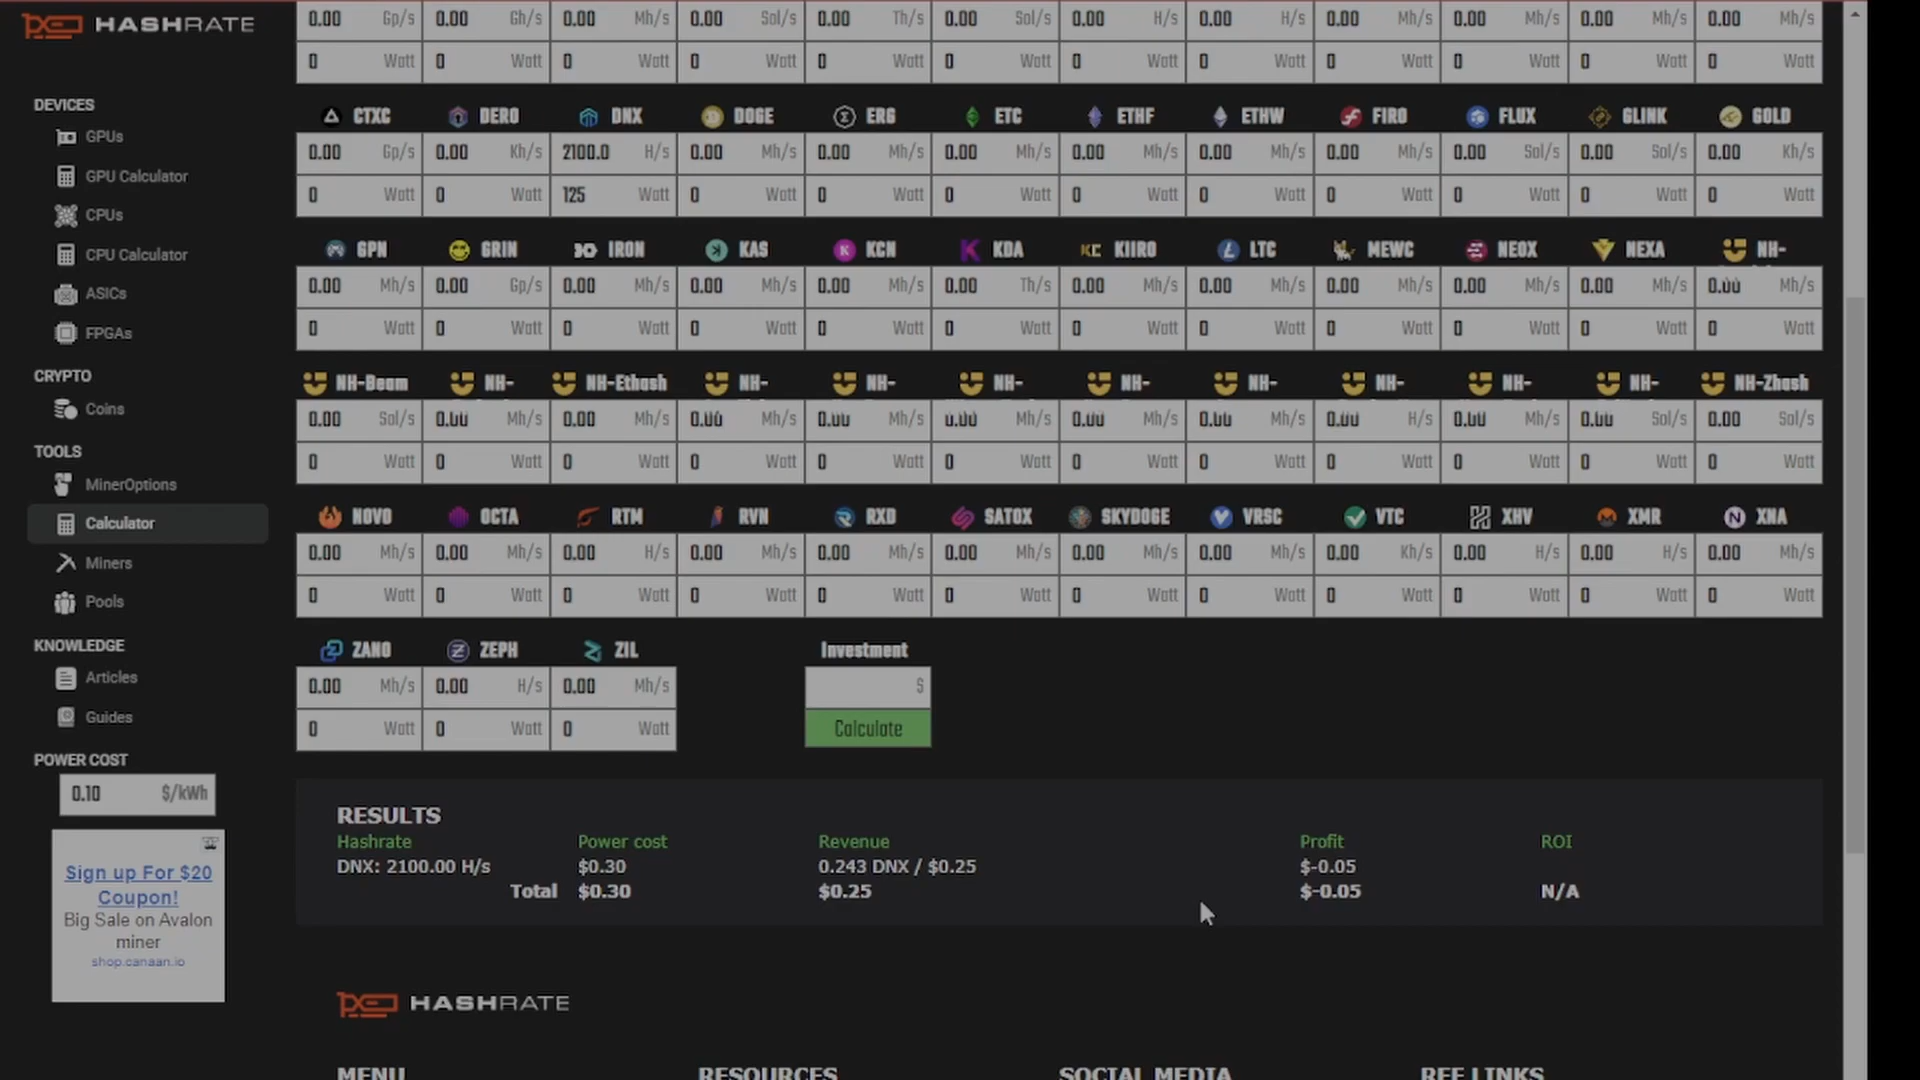 HASHRATE
0.00 Gp/s 0.00 Gh/s 0.00 Mh/s 0.00 Sol/s 0.00 Th/s 0.00 Sol/s 0.00 H/s 0.00 H/s 0.00 Mh/s 0.00 Mh/s 0.00 Mh/s 0.00 Mh/s
0 Watt 0 Watt 0 Watt 0 Watt 0 Watt 0 Watt 0 Watt 0 Watt 0 Watt 0 Watt 0 Watt 0 Watt
CTXC DERO DNX DOGE ERG ETC ETHF ETHW FIRO FLUX GLINK GOLD
0.00 Gp/s 0.00 Kh/s 2100.0 H/s 0.00 Mh/s 0.00 Mh/s 0.00 Mh/s 0.00 Mh/s 0.00 Mh/s 0.00 Mh/s 0.00 Sol/s 0.00 Sol/s 0.00 Kh/s
0 Watt 0 Watt 125 Watt 0 Watt 0 Watt 0 Watt 0 Watt 0 Watt 0 Watt 0 Watt 0 Watt 0 Watt
GPN GRIN IRON KAS KCN KDA KIIRO LTC MEWC NEOX NEXA NH-
0.00 Mh/s 0.00 Gp/s 0.00 Mh/s 0.00 Mh/s 0.00 Mh/s 0.00 Th/s 0.00 Mh/s 0.00 Mh/s 0.00 Mh/s 0.00 Mh/s 0.00 Mh/s 0.00 Mh/s
0 Watt 0 Watt 0 Watt 0 Watt 0 Watt 0 Watt 0 Watt 0 Watt 0 Watt 0 Watt 0 Watt 0 Watt
NH-Beam NH- NH-Ethash NH- NH- NH- NH- NH- NH- NH- NH- NH-Zhash
0.00 Sol/s 0.00 Mh/s 0.00 Mh/s 0.00 Mh/s 0.00 Mh/s 0.00 Mh/s 0.00 Mh/s 0.00 Mh/s 0.00 H/s 0.00 Mh/s 0.00 Sol/s 0.00 Sol/s
0 Watt 0 Watt 0 Watt 0 Watt 0 Watt 0 Watt 0 Watt 0 Watt 0 Watt 0 Watt 0 Watt 0 Watt
NOVO OCTA RTM RVN RXD SATOX SKYDOGE VRSC VTC XHV XMR XNA
0.00 Mh/s 0.00 Mh/s 0.00 H/s 0.00 Mh/s 0.00 Mh/s 0.00 Mh/s 0.00 Mh/s 0.00 Mh/s 0.00 Kh/s 0.00 H/s 0.00 H/s 0.00 Mh/s
0 Watt 0 Watt 0 Watt 0 Watt 0 Watt 0 Watt 0 Watt 0 Watt 0 Watt 0 Watt 0 Watt 0 Watt
ZANO ZEPH ZIL Investment
0.00 Mh/s 0.00 H/s 0.00 Mh/s $
0 Watt 0 Watt 0 Watt Calculate
DEVICES
GPUs
GPU Calculator
CPUs
CPU Calculator
ASICs
FPGAs
CRYPTO
Coins
TOOLS
MinerOptions
Calculator
Miners
Pools
KNOWLEDGE
Articles
Guides
POWER COST
0.10 $/kWh
Sign up For $20
Coupon!
Big Sale on Avalon
miner
shop.canaan.io
RESULTS
Hashrate Power cost Revenue Profit ROI
DNX: 2100.00 H/s $0.30 0.243 DNX / $0.25 $-0.05
Total $0.30 $0.25 $-0.05 N/A
HASHRATE
MENU RESOURCES SOCIAL MEDIA REF LINKS